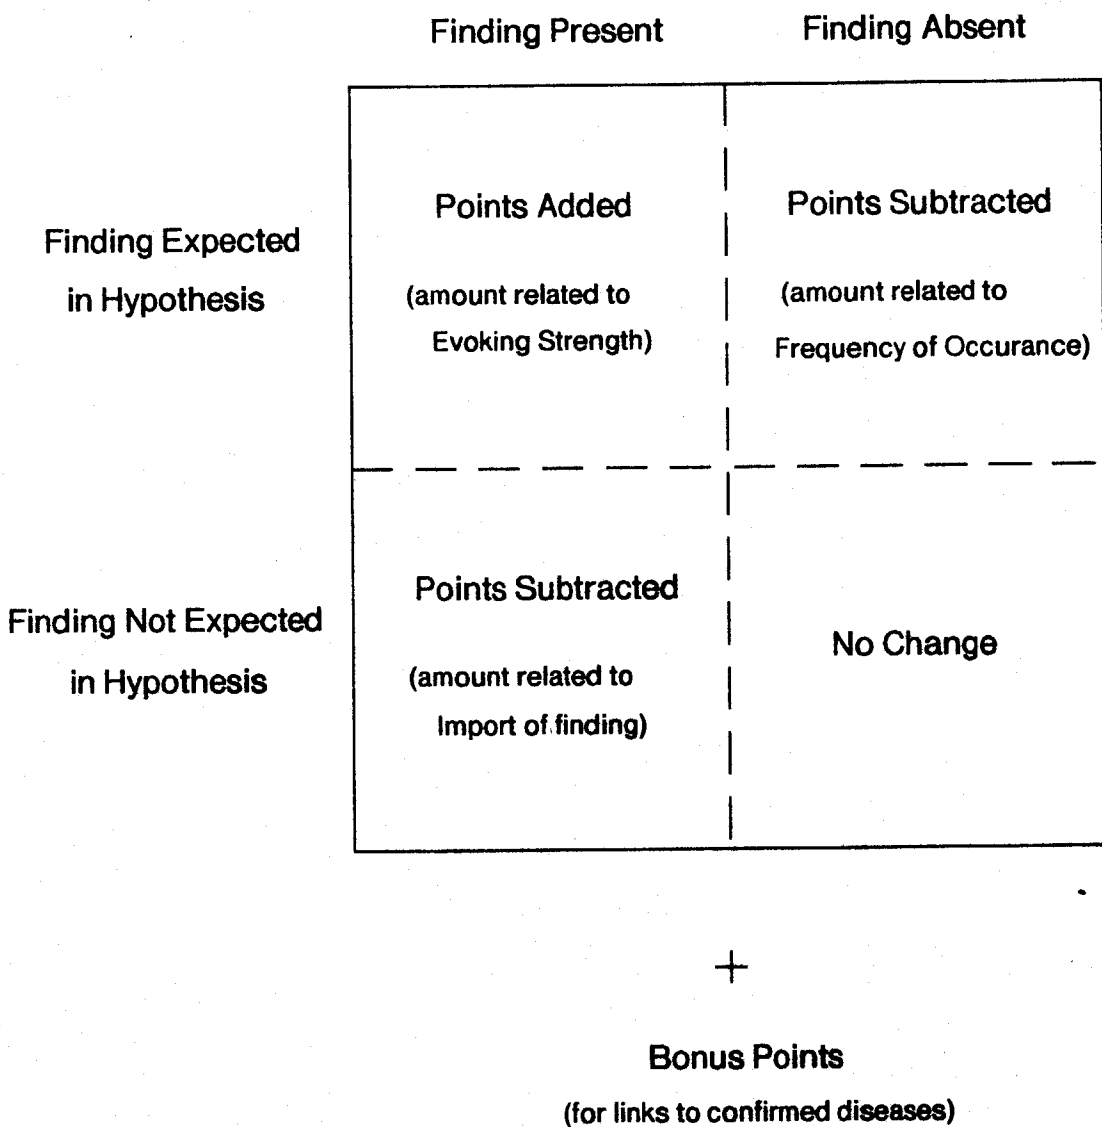 Finding Present
Finding Absent
Finding Expected
in Hypothesis
Points Added
(amount related to
Evoking Strength)
Points Subtracted
(amount related to
Frequency of Occurance)
Finding Not Expected
in Hypothesis
Points Subtracted
(amount related to
Import of finding)
No Change
+
Bonus Points
(for links to confirmed diseases)